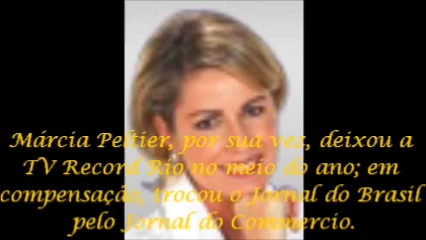 Márcia Peltier, por sua vez, deixou a
TV Record Rio no meio do ano; em
compensação, trocou o Jornal do Brasil
pelo Jornal do Commercio.